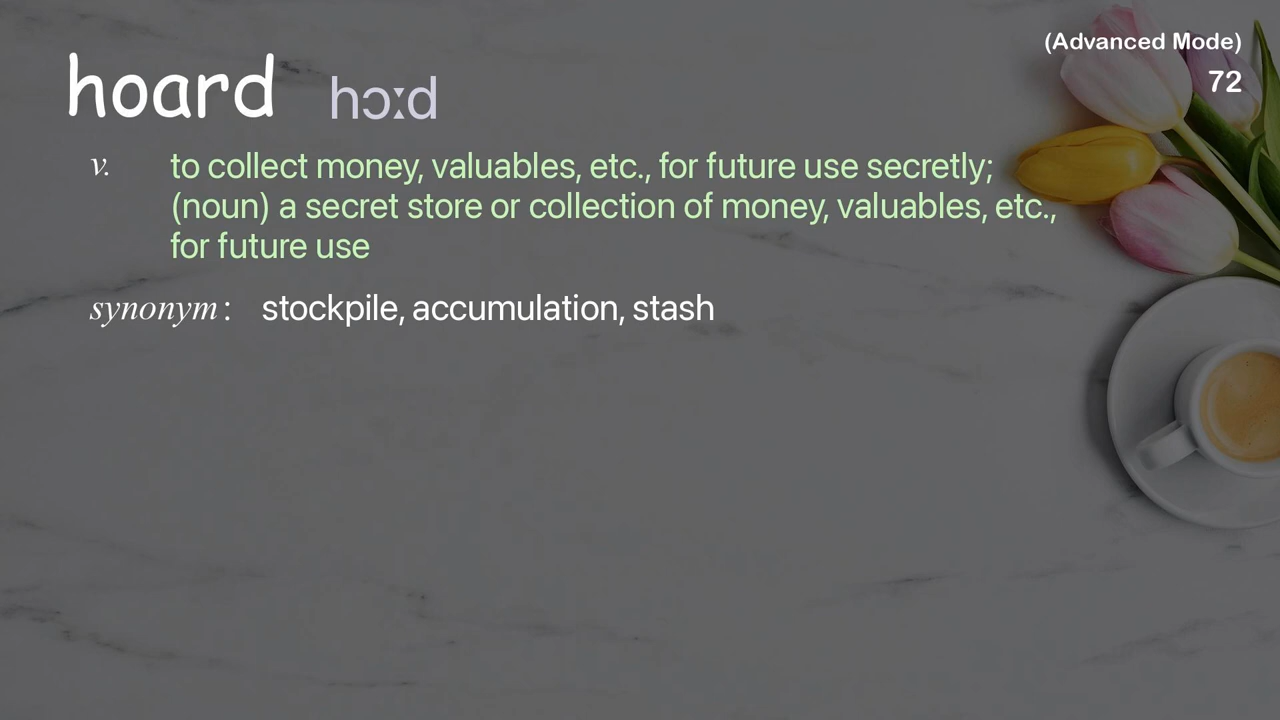 (Advanced Mode)
72
hoard hɔːd
v. to collect money, valuables, etc., for future use secretly;
(noun) a secret store or collection of money, valuables, etc.,
for future use
synonym : stockpile, accumulation, stash